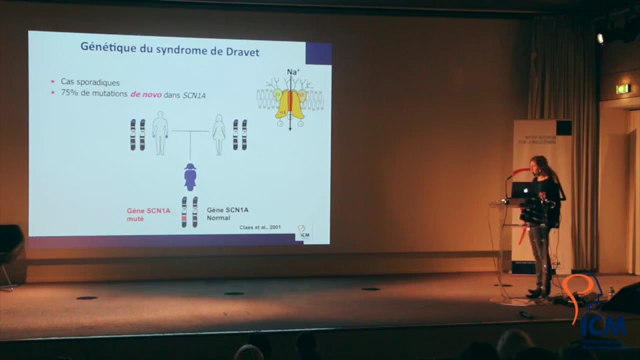 Génétique du syndrome de Dravet
Cas sporadiques
75% de mutations de novo dans SCN1A
Na+
Gène SCN1A
muté
Gène SCN1A
Normal
Claes et al., 2001
ICM
ICM